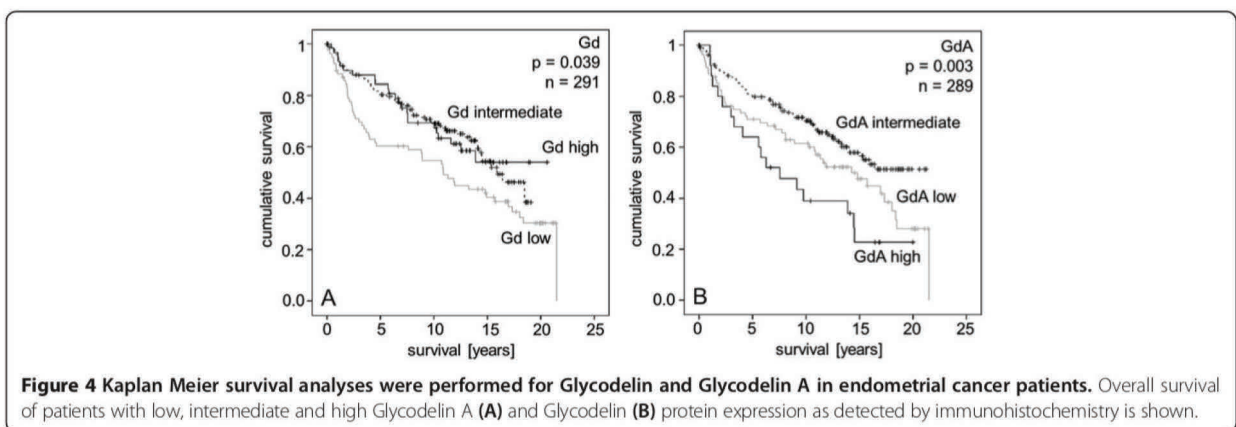 Gd
p = 0.039
n = 291
Gd intermediate
Gd high
Gd low
A
cumulative survival
1
0.8
0.6
0.4
0.2
0.0
0 5 10 15 20 25
survival [years]
GdA
p = 0.003
n = 289
GdA intermediate
GdA low
GdA high
B
cumulative survival
1
0.8
0.6
0.4
0.2
0.0
0 5 10 15 20 25
survival [years]
Figure 4 Kaplan Meier survival analyses were performed for Glycodelin and Glycodelin A in endometrial cancer patients. Overall survival
of patients with low, intermediate and high Glycodelin A (A) and Glycodelin (B) protein expression as detected by immunohistochemistry is shown.